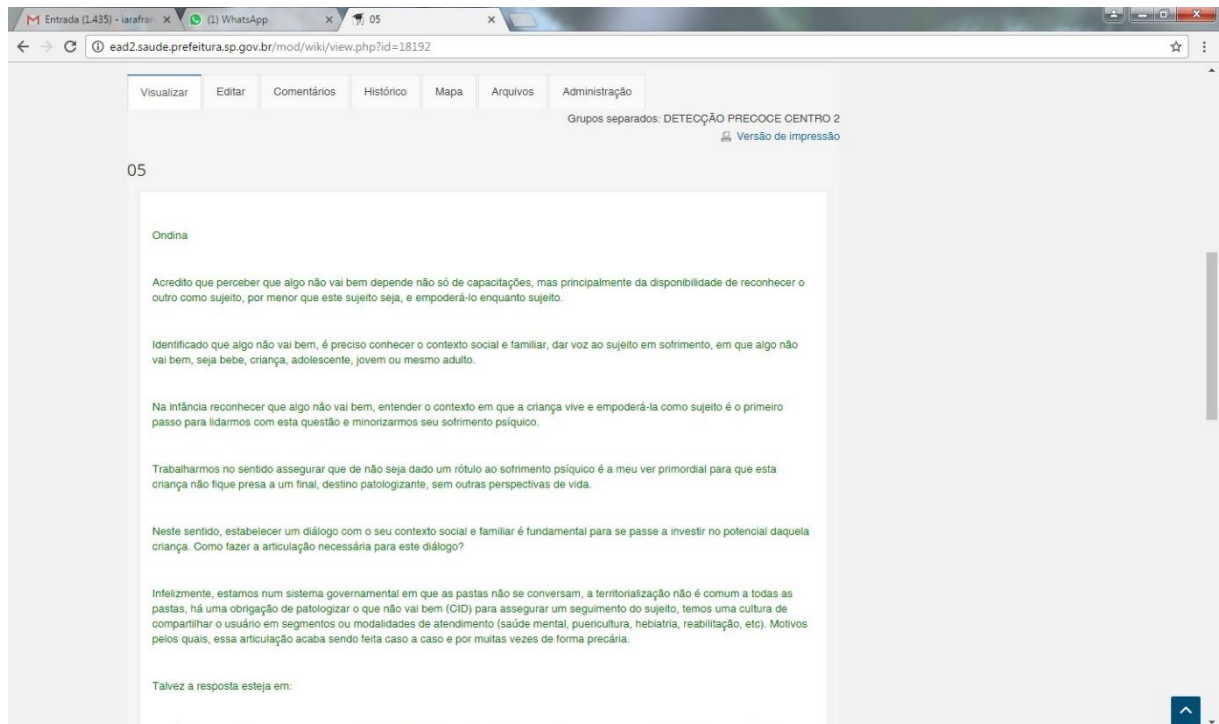 Entrada (1.435) - iarafran
(1) WhatsApp
05
ead2.saude.prefeitura.sp.gov.br/mod/wiki/view.php?id=18192
Visualizar Editar Comentários Histórico Mapa Arquivos Administração
Grupos separados: DETECÇÃO PRECOCE CENTRO 2
Versão de impressão
05
Ondina
Acredito que perceber que algo não vai bem depende não só de capacitações, mas principalmente da disponibilidade de reconhecer o
outro como sujeito, por menor que este sujeito seja, e empoderá-lo enquanto sujeito.
Identificado que algo não vai bem, é preciso conhecer o contexto social e familiar, dar voz ao sujeito em sofrimento, em que algo não
vai bem, seja bebe, criança, adolescente, jovem ou mesmo adulto.
Na infância reconhecer que algo não vai bem, entender o contexto em que a criança vive e empoderá-la como sujeito é o primeiro
passo para lidarmos com esta questão e minorizarmos seu sofrimento psíquico.
Trabalharmos no sentido assegurar que de não seja dado um rótulo ao sofrimento psíquico é a meu ver primordial para que esta
criança não fique presa a um final, destino patologizante, sem outras perspectivas de vida.
Neste sentido, estabelecer um diálogo com o seu contexto social e familiar é fundamental para se passe a investir no potencial daquela
criança. Como fazer a articulação necessária para este diálogo?
Infelizmente, estamos num sistema governamental em que as pastas não se conversam, a territorialização não é comum a todas as
pastas, há uma obrigação de patologizar o que não vai bem (CID) para assegurar um seguimento do sujeito, temos uma cultura de
compartilhar o usuário em segmentos ou modalidades de atendimento (saúde mental, puericultura, hebiatria, reabilitação, etc). Motivos
pelos quais, essa articulação acaba sendo feita caso a caso e por muitas vezes de forma precária.
Talvez a resposta esteja em: